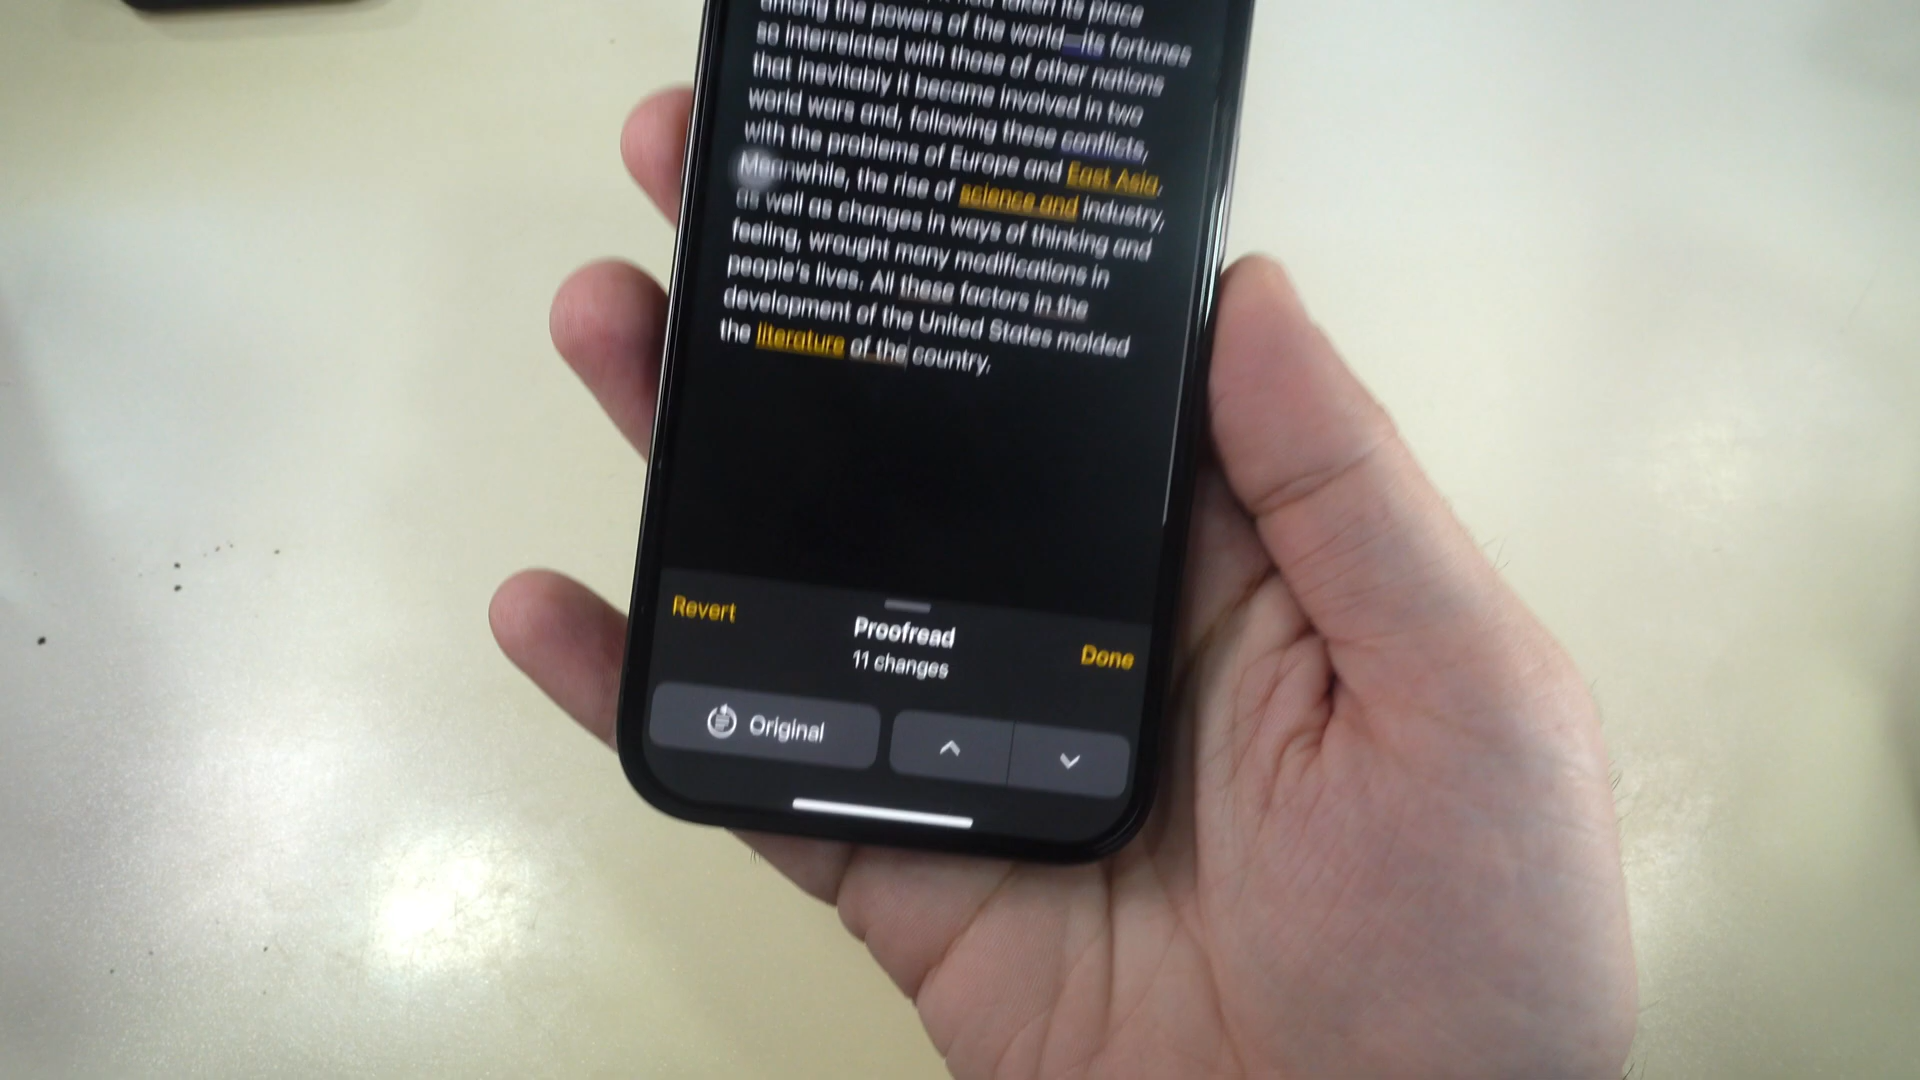 taken its place
among the powers of the world—its fortunes
so interrelated with those of other nations
that inevitably it became involved in two
world wars and, following these conflicts,
with the problems of Europe and East Asia.
Meanwhile, the rise of science and industry,
as well as changes in ways of thinking and
feeling, wrought many modifications in
people's lives. All these factors in the
development of the United States molded
the literature of the country.
Revert
Proofread
11 changes
Done
Original